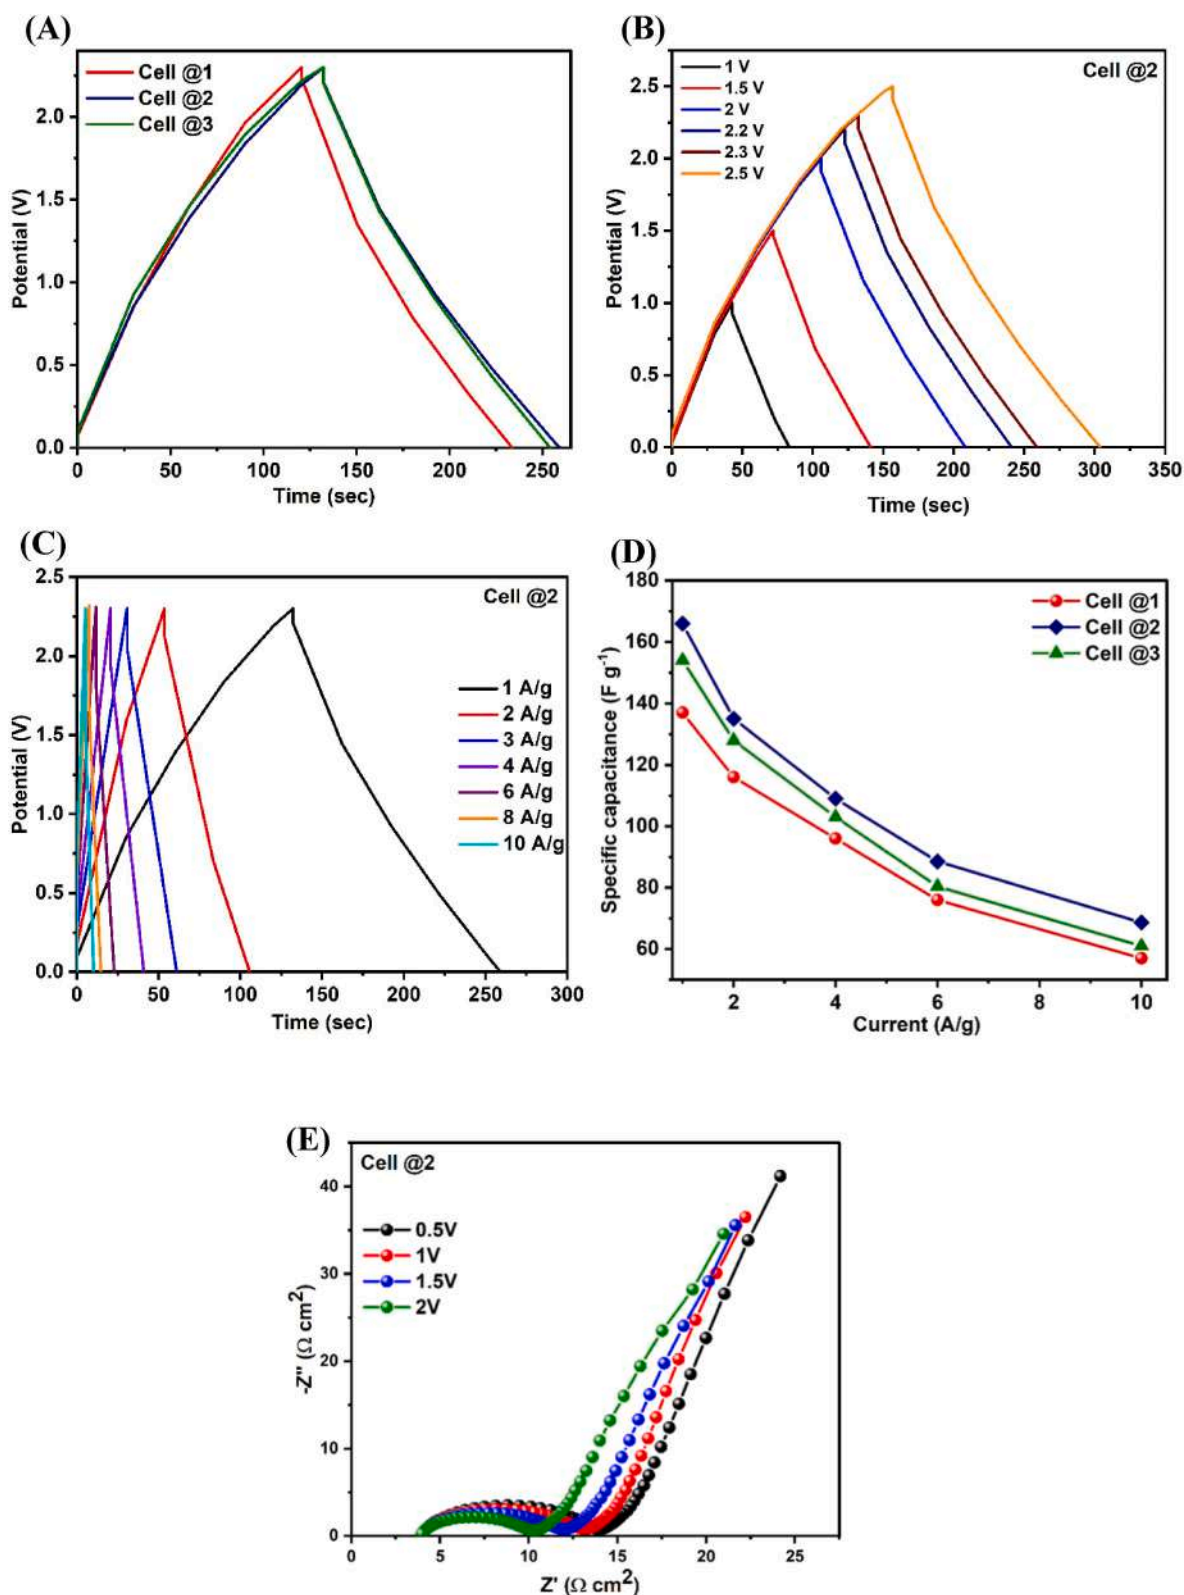 (A)
Cell @1
Cell @2
Cell @3
2.0
1.5
1.0
0.5
0.0
Potential (V)
0 50 100 150 200 250
Time (sec)
(B)
1 V
1.5 V
2 V
2.2 V
2.3 V
2.5 V
Cell @2
2.5
2.0
1.5
1.0
0.5
0.0
Potential (V)
0 50 100 150 200 250 300 350
Time (sec)
(C)
2.5
2.0
1.5
1.0
0.5
0.0
Potential (V)
Cell @2
1 A/g
2 A/g
3 A/g
4 A/g
6 A/g
8 A/g
10 A/g
0 50 100 150 200 250 300
Time (sec)
(D)
180
160
140
120
100
80
60
Specific capacitance (F g⁻¹)
Cell @1
Cell @2
Cell @3
2 4 6 8 10
Current (A/g)
(E)
Cell @2
0.5V
1V
1.5V
2V
40
30
20
10
0
-Z'' (Ω cm²)
0 5 10 15 20 25
Z' (Ω cm²)